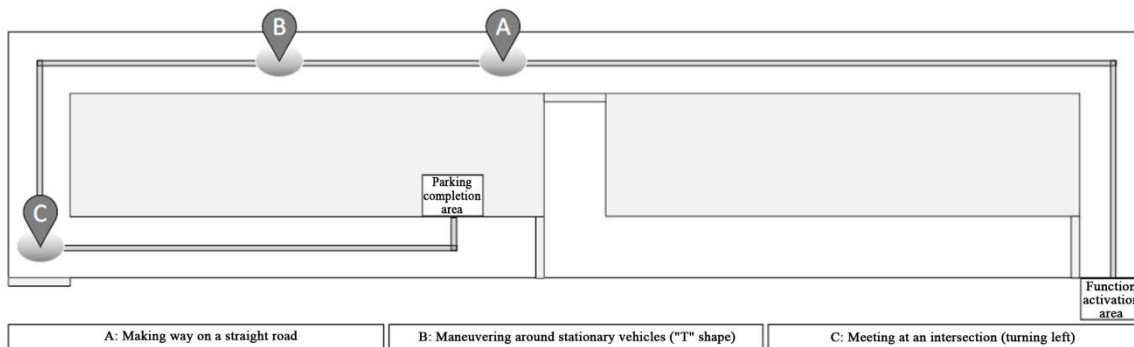 B
A
C
Parking
completion
area
Function
activation
area
A: Making way on a straight road
B: Maneuvering around stationary vehicles ("T" shape)
C: Meeting at an intersection (turning left)